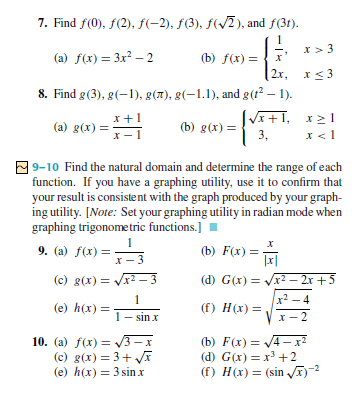 7. Find f(0), f(2), f(−2), f(3), f(√2), and f(3t).
(a) f(x) = 3x² − 2 (b) f(x) = { 1/x, x > 3
2x, x ≤ 3
8. Find g(3), g(−1), g(π), g(−1.1), and g(t² − 1).
(a) g(x) = (x + 1)/(x − 1) (b) g(x) = { √(x + 1), x ≥ 1
3, x < 1
9–10 Find the natural domain and determine the range of each
function. If you have a graphing utility, use it to confirm that
your result is consistent with the graph produced by your graph-
ing utility. [Note: Set your graphing utility in radian mode when
graphing trigonometric functions.] ■
9. (a) f(x) = 1/(x − 3) (b) F(x) = x/|x|
(c) g(x) = √(x² − 3) (d) G(x) = √(x² − 2x + 5)
(e) h(x) = 1/(1 − sin x) (f) H(x) = √((x² − 4)/(x − 2))
10. (a) f(x) = √(3 − x) (b) F(x) = √(4 − x²)
(c) g(x) = 3 + √x (d) G(x) = x³ + 2
(e) h(x) = 3 sin x (f) H(x) = (sin √x)⁻²